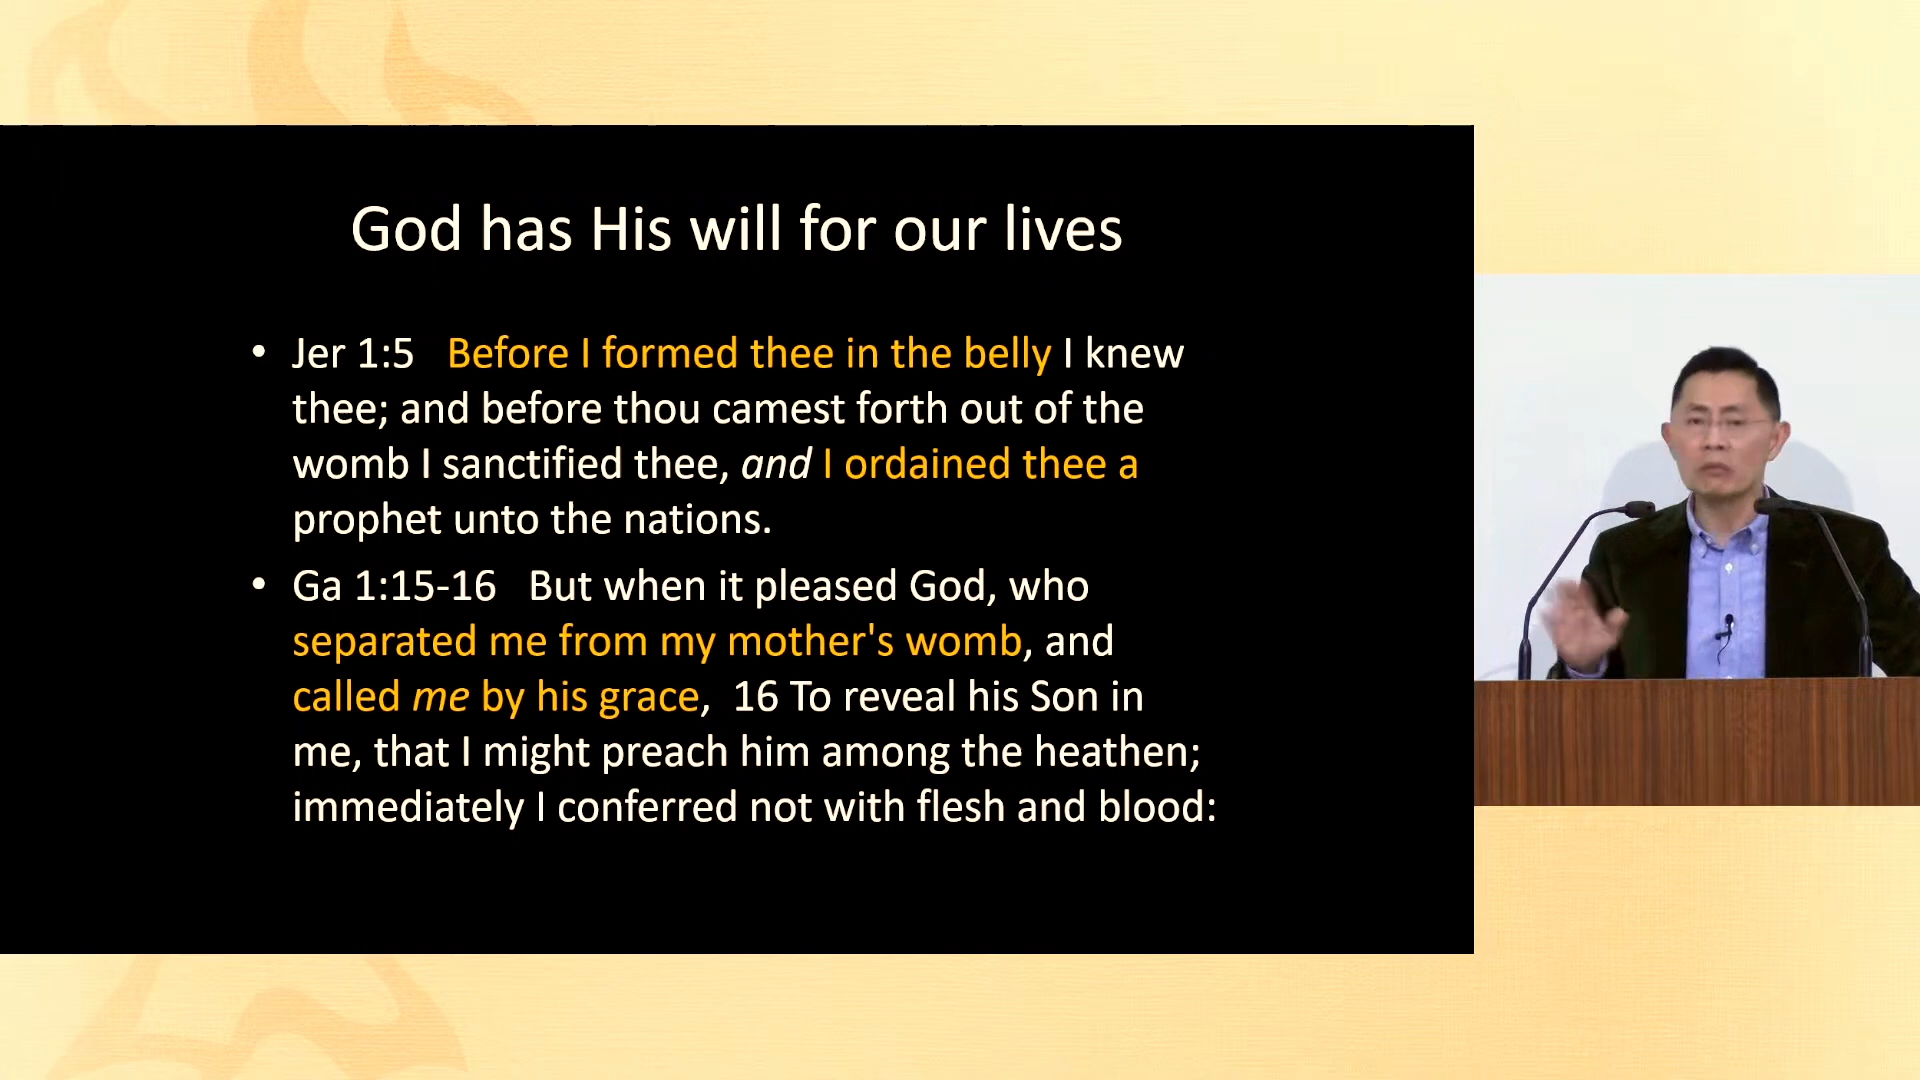 God has His will for our lives
• Jer 1:5   Before I formed thee in the belly I knew
thee; and before thou camest forth out of the
womb I sanctified thee, and I ordained thee a
prophet unto the nations.
• Ga 1:15-16   But when it pleased God, who
separated me from my mother's womb, and
called me by his grace,  16 To reveal his Son in
me, that I might preach him among the heathen;
immediately I conferred not with flesh and blood: